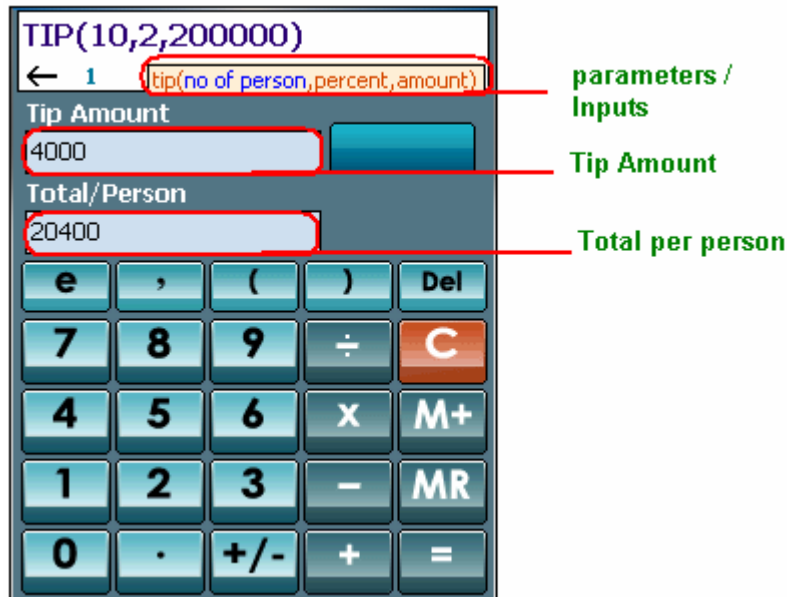 TIP(10,2,200000)
← 1 tip(no of person,percent,amount)
parameters /
Inputs
Tip Amount
4000
Tip Amount
Total/Person
20400
Total per person
e , ( ) Del
7 8 9 ÷ C
4 5 6 x M+
1 2 3 − MR
0 . +/- + =